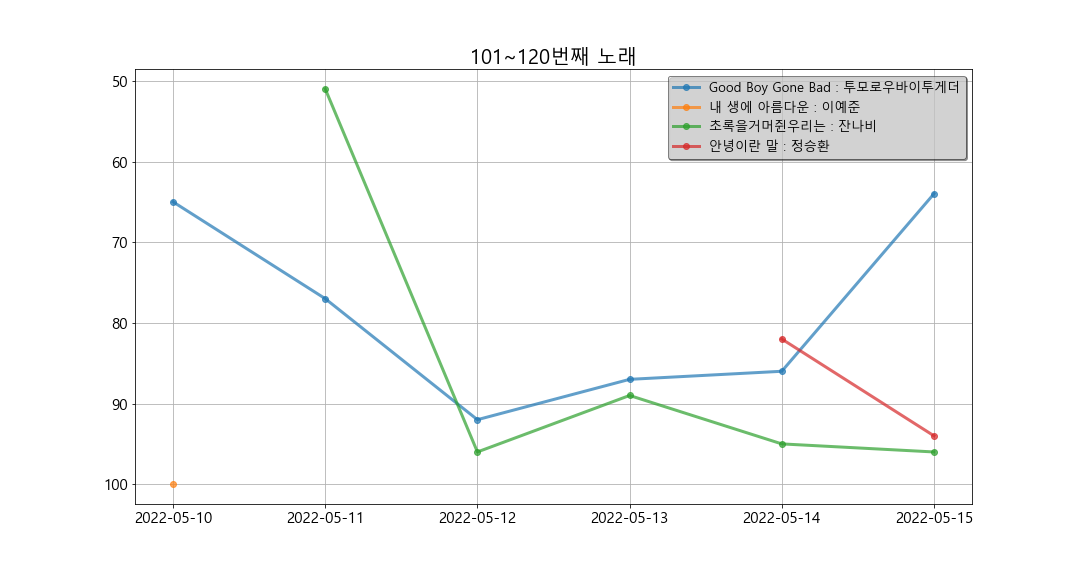 101~120번째 노래
Good Boy Gone Bad : 투모로우바이투게더
내 생에 아름다운 : 이예준
초록을거머쥔우리는 : 잔나비
안녕이란 말 : 정승환
50
60
70
80
90
100
2022-05-10 2022-05-11 2022-05-12 2022-05-13 2022-05-14 2022-05-15